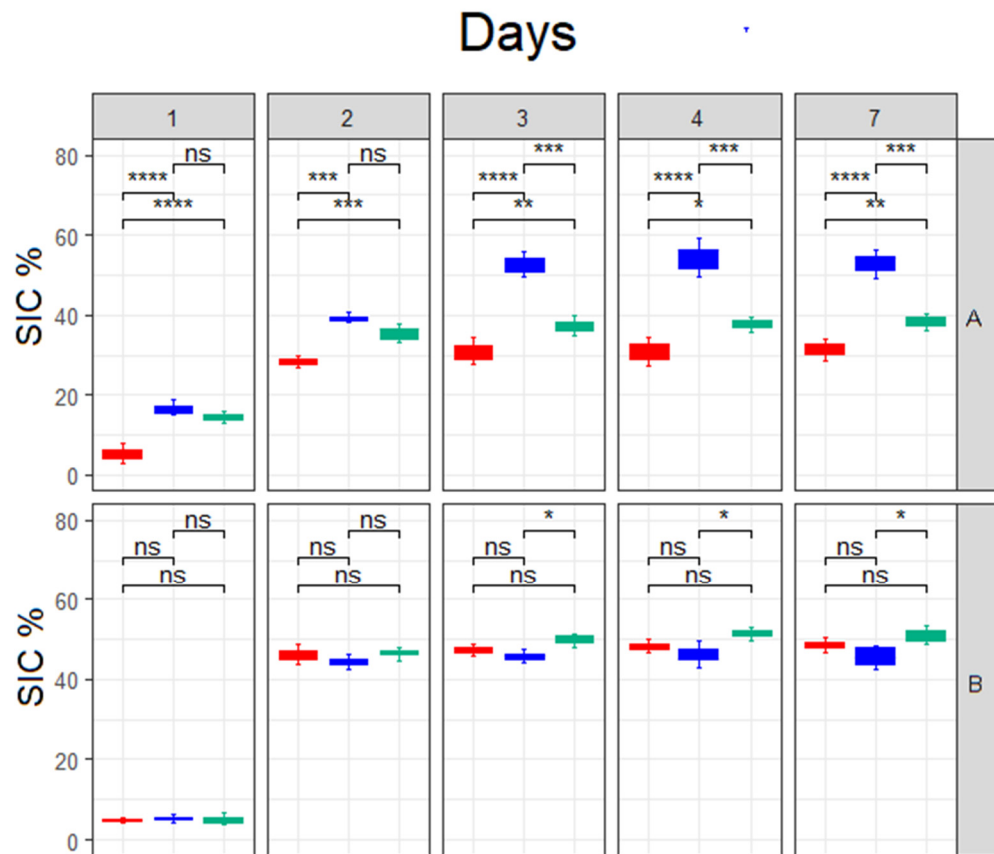 Days
1 2 3 4 7
80 ns ns *** *** ***
**** *** **** **** ****
**** *** ** * **
60
40
20
0
SIC %
A
80 ns ns * * *
ns ns ns ns ns
ns ns ns ns ns
60
40
20
0
SIC %
B